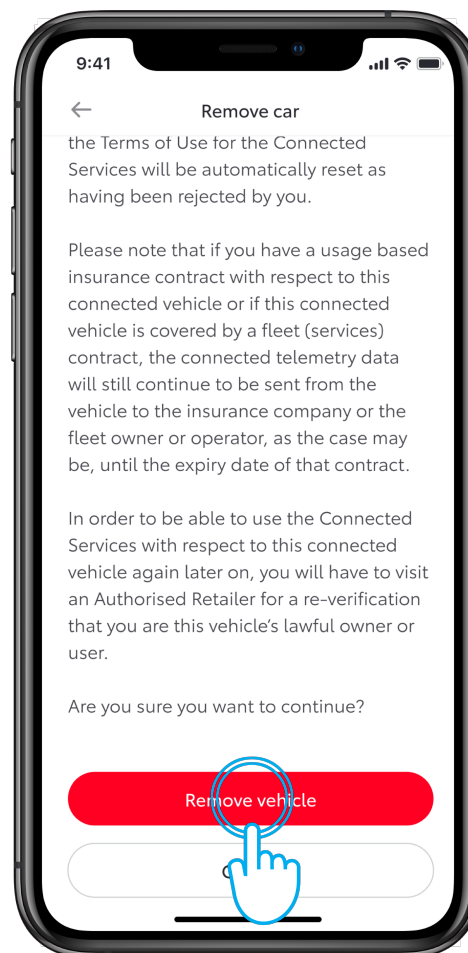 9:41
Remove car
the Terms of Use for the Connected
Services will be automatically reset as
having been rejected by you.
Please note that if you have a usage based
insurance contract with respect to this
connected vehicle or if this connected
vehicle is covered by a fleet (services)
contract, the connected telemetry data
will still continue to be sent from the
vehicle to the insurance company or the
fleet owner or operator, as the case may
be, until the expiry date of that contract.
In order to be able to use the Connected
Services with respect to this connected
vehicle again later on, you will have to visit
an Authorised Retailer for a re-verification
that you are this vehicle's lawful owner or
user.
Are you sure you want to continue?
Remove vehicle